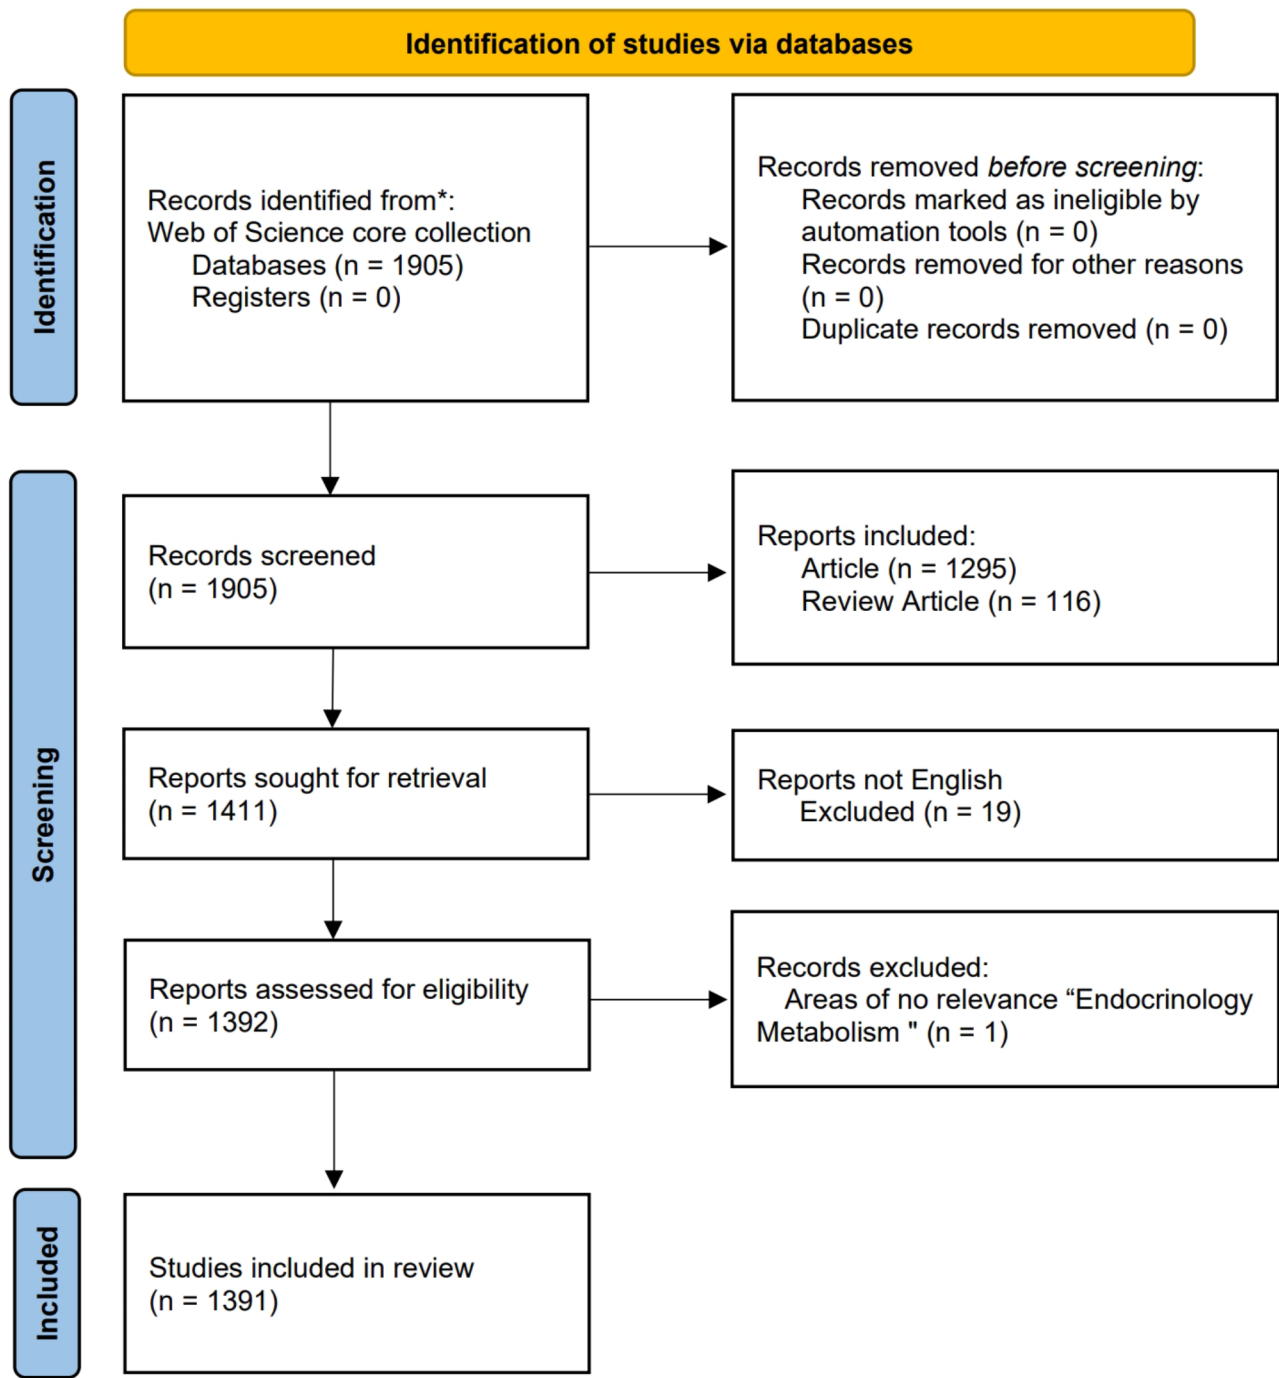 Identification of studies via databases
Identification
Records identified from*:
Web of Science core collection
Databases (n = 1905)
Registers (n = 0)
Records removed before screening:
Records marked as ineligible by
automation tools (n = 0)
Records removed for other reasons
(n = 0)
Duplicate records removed (n = 0)
Screening
Records screened
(n = 1905)
Reports included:
Article (n = 1295)
Review Article (n = 116)
Reports sought for retrieval
(n = 1411)
Reports not English
Excluded (n = 19)
Reports assessed for eligibility
(n = 1392)
Records excluded:
Areas of no relevance “Endocrinology
Metabolism " (n = 1)
Included
Studies included in review
(n = 1391)